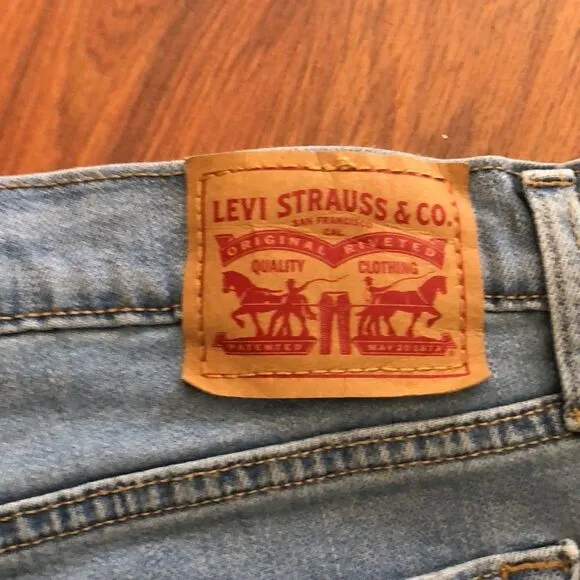 LEVI STRAUSS & CO.
SAN FRANCISCO
CAL.
ORIGINAL RIVETED
QUALITY CLOTHING
PATENTED MAY 20 1873